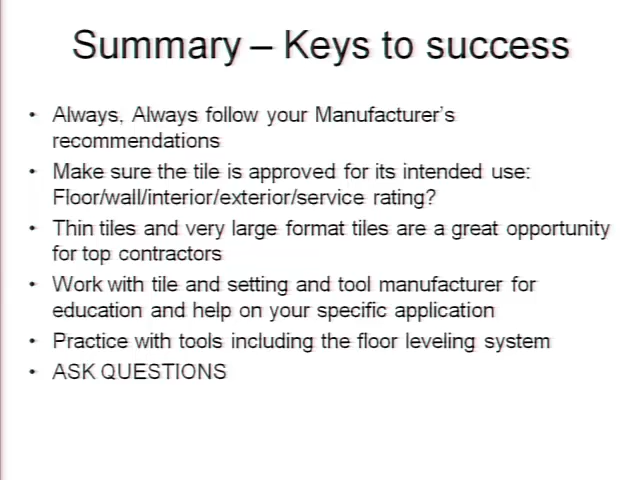 Summary – Keys to success
• Always, Always follow your Manufacturer's
recommendations
• Make sure the tile is approved for its intended use:
Floor/wall/interior/exterior/service rating?
• Thin tiles and very large format tiles are a great opportunity
for top contractors
• Work with tile and setting and tool manufacturer for
education and help on your specific application
• Practice with tools including the floor leveling system
• ASK QUESTIONS